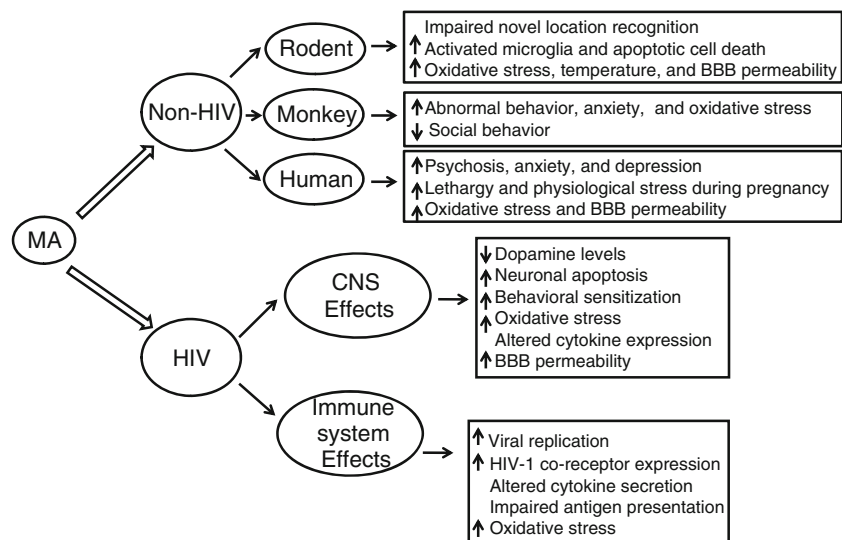 MA
Non-HIV
Rodent
↑ Impaired novel location recognition
↑ Activated microglia and apoptotic cell death
↑ Oxidative stress, temperature, and BBB permeability
Monkey
↑ Abnormal behavior, anxiety, and oxidative stress
↓ Social behavior
Human
↑ Psychosis, anxiety, and depression
↑ Lethargy and physiological stress during pregnancy
↑ Oxidative stress and BBB permeability
HIV
CNS
Effects
↓ Dopamine levels
↑ Neuronal apoptosis
↑ Behavioral sensitization
↑ Oxidative stress
Altered cytokine expression
↑ BBB permeability
Immune
system
Effects
↑ Viral replication
↑ HIV-1 co-receptor expression
Altered cytokine secretion
Impaired antigen presentation
↑ Oxidative stress